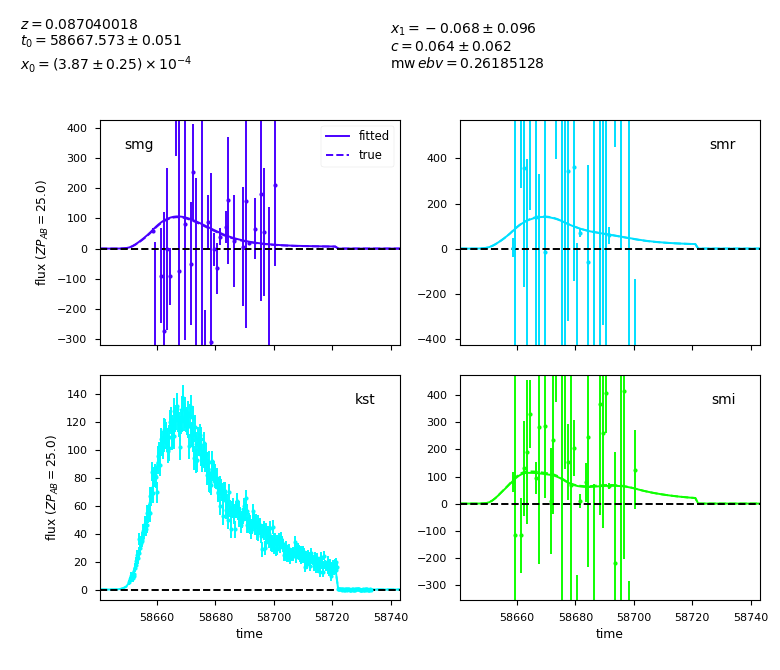 z = 0.087040018
t₀ = 58667.573 ± 0.051
x₀ = (3.87 ± 0.25) × 10⁻⁴
x₁ = −0.068 ± 0.096
c = 0.064 ± 0.062
mw ebv = 0.26185128
smg
fitted
true
400
300
200
100
0
−100
−200
−300
flux (ZP_AB = 25.0)
smr
400
200
0
−200
−400
kst
140
120
100
80
60
40
20
0
flux (ZP_AB = 25.0)
58660 58680 58700 58720 58740
time
smi
400
300
200
100
0
−100
−200
−300
58660 58680 58700 58720 58740
time